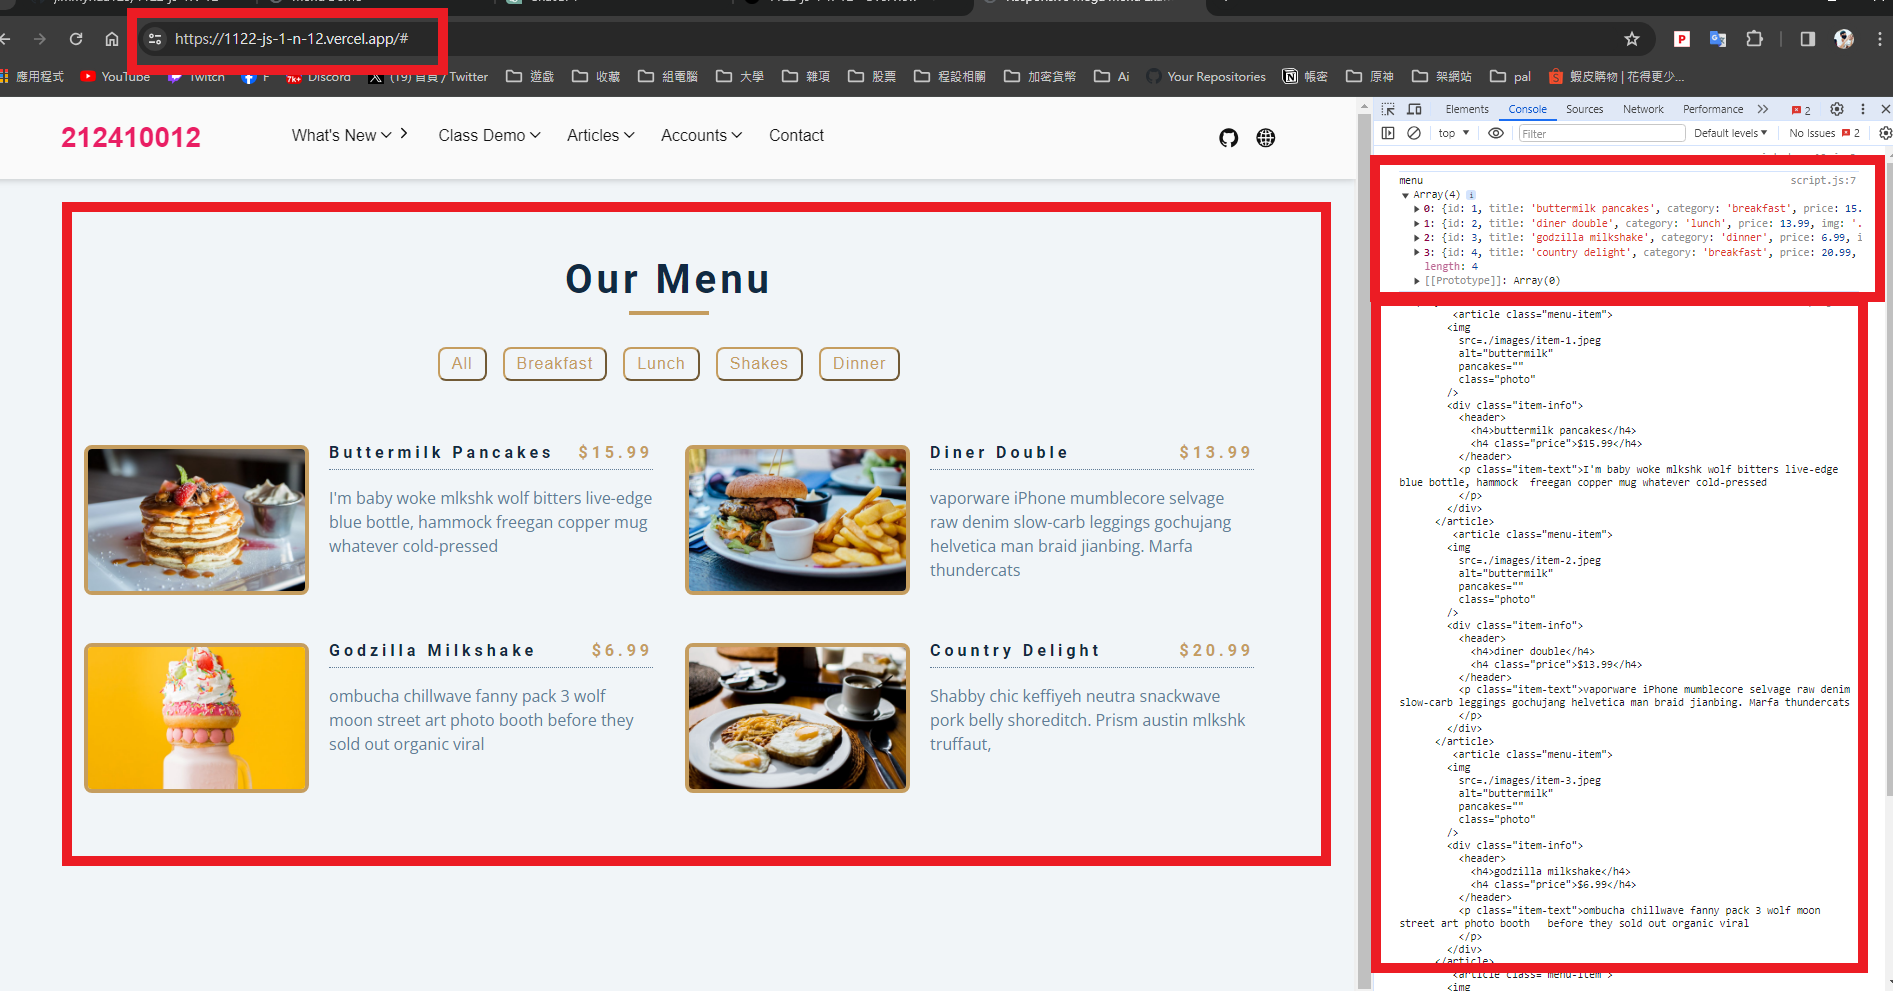 https://1122-js-1-n-12.vercel.app/#
應用程式
YouTube
Twitch
F
Discord
(19) 首頁 / Twitter
遊戲
收藏
組電腦
大學
雜項
股票
程設相關
加密貨幣
Ai
Your Repositories
帳密
原神
架網站
pal
蝦皮購物 | 花得更少...
212410012
What's New
Class Demo
Articles
Accounts
Contact
Our Menu
All
Breakfast
Lunch
Shakes
Dinner
Buttermilk Pancakes $15.99
I'm baby woke mlkshk wolf bitters live-edge
blue bottle, hammock freegan copper mug
whatever cold-pressed
Diner Double $13.99
vaporware iPhone mumblecore selvage
raw denim slow-carb leggings gochujang
helvetica man braid jianbing. Marfa
thundercats
Godzilla Milkshake $6.99
ombucha chillwave fanny pack 3 wolf
moon street art photo booth before they
sold out organic viral
Country Delight $20.99
Shabby chic keffiyeh neutra snackwave
pork belly shoreditch. Prism austin mlkshk
truffaut,
Elements Console Sources Network Performance 2
top Filter Default levels No Issues 2
menu script.js:7
Array(4)
0: {id: 1, title: 'buttermilk pancakes', category: 'breakfast', price: 15.
1: {id: 2, title: 'diner double', category: 'lunch', price: 13.99, img: '.
2: {id: 3, title: 'godzilla milkshake', category: 'dinner', price: 6.99, i
3: {id: 4, title: 'country delight', category: 'breakfast', price: 20.99,
length: 4
[[Prototype]]: Array(0)
<article class="menu-item">
<img
src=./images/item-1.jpeg
alt="buttermilk"
pancakes=""
class="photo"
/>
<div class="item-info">
<header>
<h4>buttermilk pancakes</h4>
<h4 class="price">$15.99</h4>
</header>
<p class="item-text">I'm baby woke mlkshk wolf bitters live-edge
blue bottle, hammock  freegan copper mug whatever cold-pressed
</p>
</div>
</article>
<article class="menu-item">
<img
src=./images/item-2.jpeg
alt="buttermilk"
pancakes=""
class="photo"
/>
<div class="item-info">
<header>
<h4>diner double</h4>
<h4 class="price">$13.99</h4>
</header>
<p class="item-text">vaporware iPhone mumblecore selvage raw denim
slow-carb leggings gochujang helvetica man braid jianbing. Marfa thundercats
</p>
</div>
</article>
<article class="menu-item">
<img
src=./images/item-3.jpeg
alt="buttermilk"
pancakes=""
class="photo"
/>
<div class="item-info">
<header>
<h4>godzilla milkshake</h4>
<h4 class="price">$6.99</h4>
</header>
<p class="item-text">ombucha chillwave fanny pack 3 wolf moon
street art photo booth  before they sold out organic viral
</p>
</div>
</article>
<article class="menu-item">
<img